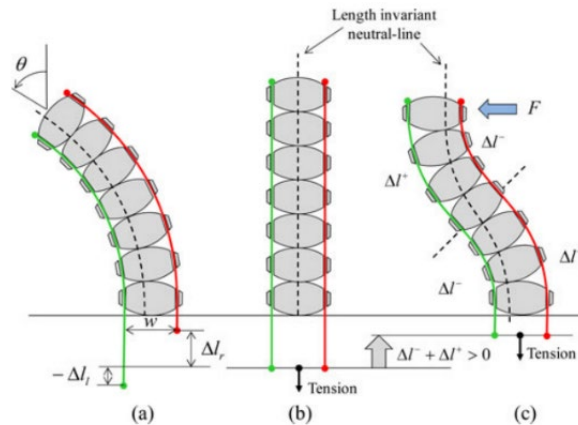 Length invariant
neutral-line
θ
F
Δl⁻
Δl⁺
Δl
Δl⁻
w
Δl_r
− Δl_l
Δl⁻ + Δl⁺ > 0
Tension
Tension
(a)
(b)
(c)